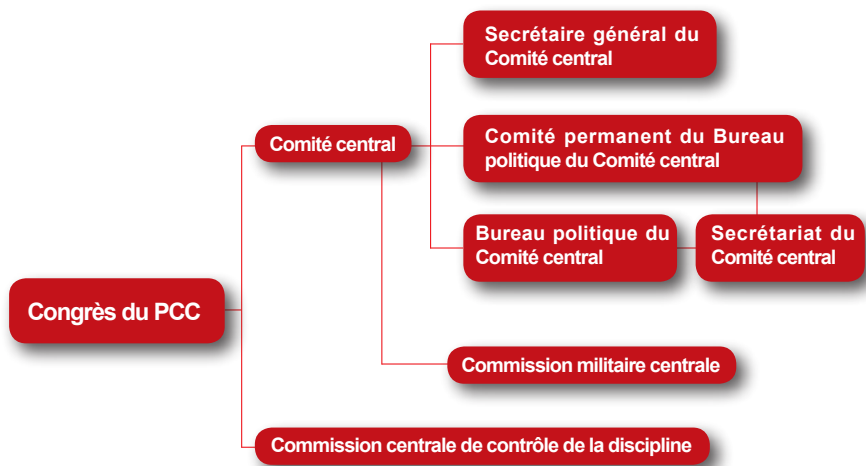 Secrétaire général du
Comité central
Comité central
Comité permanent du Bureau
politique du Comité central
Bureau politique du
Comité central
Secrétariat du
Comité central
Congrès du PCC
Commission militaire centrale
Commission centrale de contrôle de la discipline